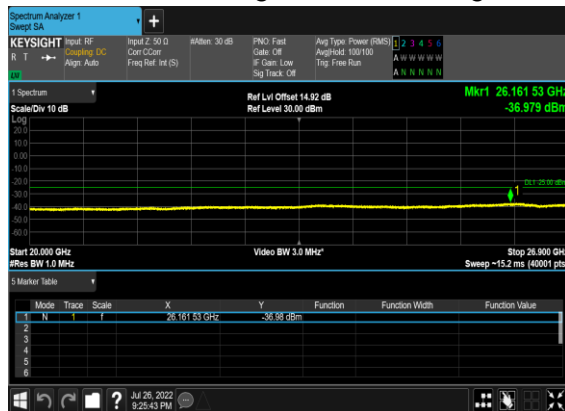 Spectrum Analyzer 1
Swept SA
KEYSIGHT Input: RF Input Z: 50 Ω #Atten: 30 dB PNO: Fast Avg Type: Power (RMS) 1 2 3 4 5 6
R T Coupling: DC Corr CCorr Gate: Off Avg|Hold: 100/100 A W W W W W
Align: Auto Freq Ref: Int (S) IF Gain: Low Trig: Free Run
LXI Sig Track: Off A N N N N N
1 Spectrum Ref Lvl Offset 14.92 dB Mkr1 26.161 53 GHz
Scale/Div 10 dB Ref Level 30.00 dBm -36.979 dBm
Log
20.0
10.0
0.00
-10.0
-20.0
DL1 -25.00 dBm
1
-30.0
-40.0
-50.0
-60.0
Start 20.000 GHz Video BW 3.0 MHz* Stop 26.900 GHz
#Res BW 1.0 MHz Sweep ~15.2 ms (40001 pts
5 Marker Table
Mode Trace Scale X Y Function Function Width Function Value
1 N 1 f 26.161 53 GHz -36.98 dBm
2
3
4
5
6
? Jul 26, 2022
9:25:43 PM